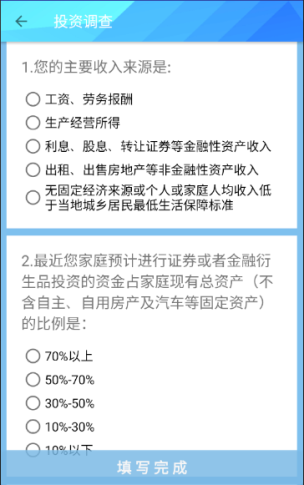 投资调查
1.您的主要收入来源是:
工资、劳务报酬
生产经营所得
利息、股息、转让证券等金融性资产收入
出租、出售房地产等非金融性资产收入
无固定经济来源或个人或家庭人均收入低
于当地城乡居民最低生活保障标准
2.最近您家庭预计进行证券或者金融衍
生品投资的资金占家庭现有总资产（不
含自主、自用房产及汽车等固定资产）
的比例是：
70%以上
50%-70%
30%-50%
10%-30%
10%以下
填写完成